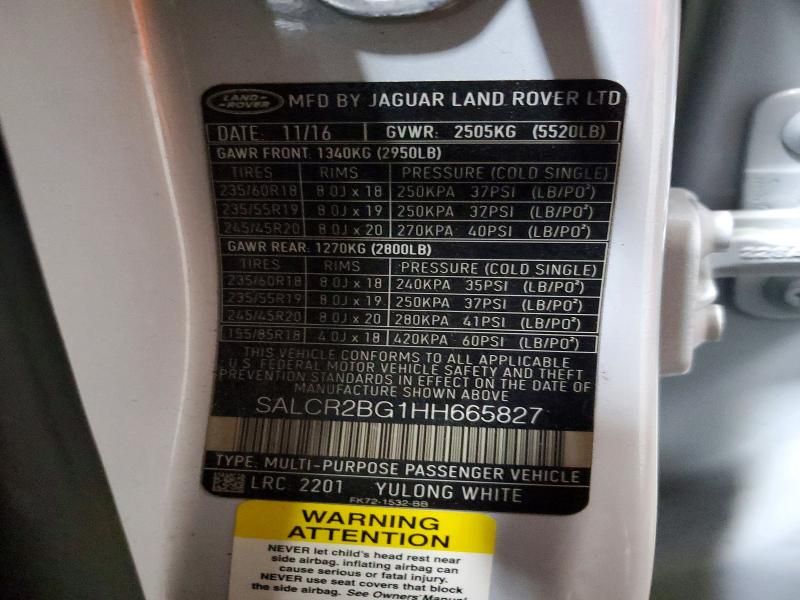 LAND ROVER MFD BY JAGUAR LAND ROVER LTD
DATE: 11/16 GVWR: 2505KG (5520LB)
GAWR FRONT: 1340KG (2950LB)
TIRES RIMS PRESSURE (COLD SINGLE)
235/60R18 8.0J x 18 250KPA 37PSI (LB/PO²)
235/55R19 8.0J x 19 250KPA 37PSI (LB/PO²)
245/45R20 8.0J x 20 270KPA 40PSI (LB/PO²)
GAWR REAR: 1270KG (2800LB)
TIRES RIMS PRESSURE (COLD SINGLE)
235/60R18 8.0J x 18 240KPA 35PSI (LB/PO²)
235/55R19 8.0J x 19 250KPA 37PSI (LB/PO²)
245/45R20 8.0J x 20 280KPA 41PSI (LB/PO²)
155/85R18 4.0J x 18 420KPA 60PSI (LB/PO²)
THIS VEHICLE CONFORMS TO ALL APPLICABLE
U.S. FEDERAL MOTOR VEHICLE SAFETY AND THEFT
PREVENTION STANDARDS IN EFFECT ON THE DATE OF
MANUFACTURE SHOWN ABOVE
SALCR2BG1HH665827
TYPE: MULTI-PURPOSE PASSENGER VEHICLE
LRC 2201 YULONG WHITE
FK72-1532-BB
WARNING
ATTENTION
NEVER let child's head rest near
side airbag. inflating airbag can
cause serious or fatal injury.
NEVER use seat covers that block
the side airbag. See Owners' Manual